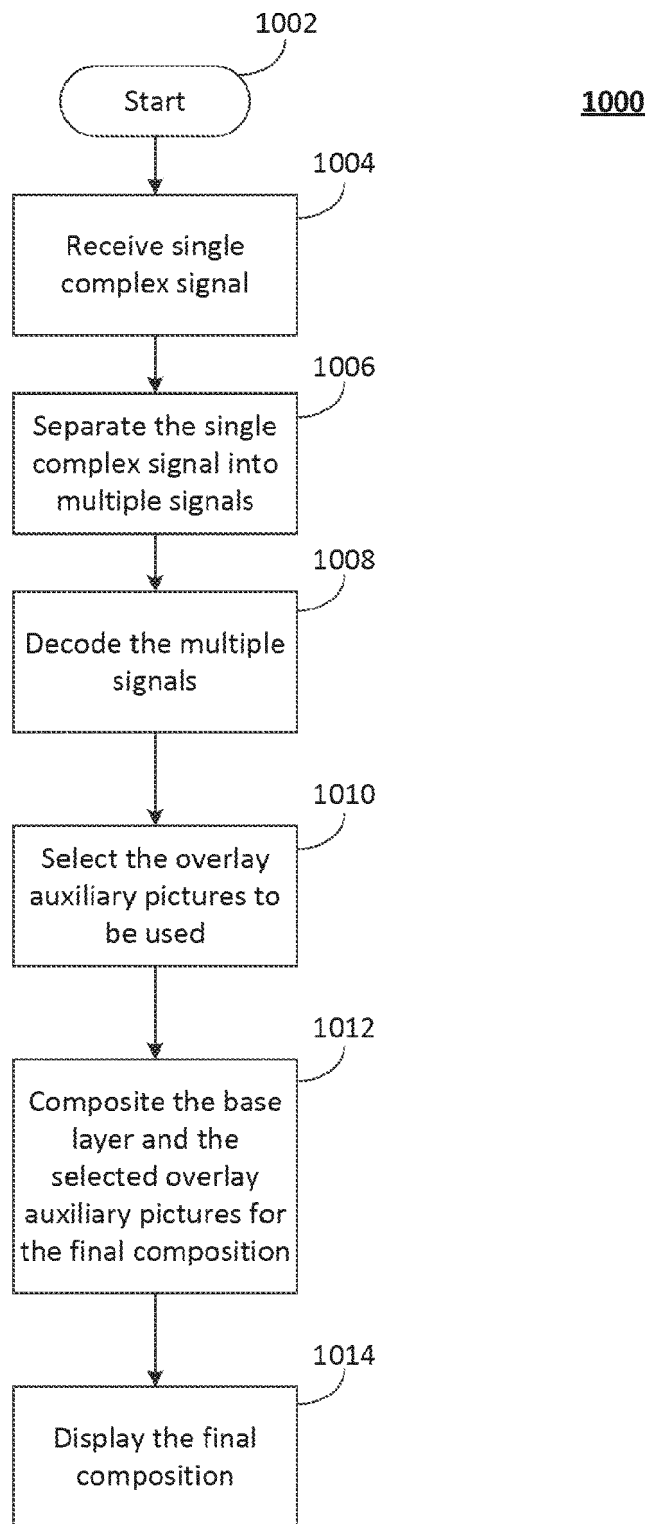 1002
Start
1000
1004
Receive single
complex signal
1006
Separate the single
complex signal into
multiple signals
1008
Decode the multiple
signals
1010
Select the overlay
auxiliary pictures to
be used
1012
Composite the base
layer and the
selected overlay
auxiliary pictures for
the final composition
1014
Display the final
composition